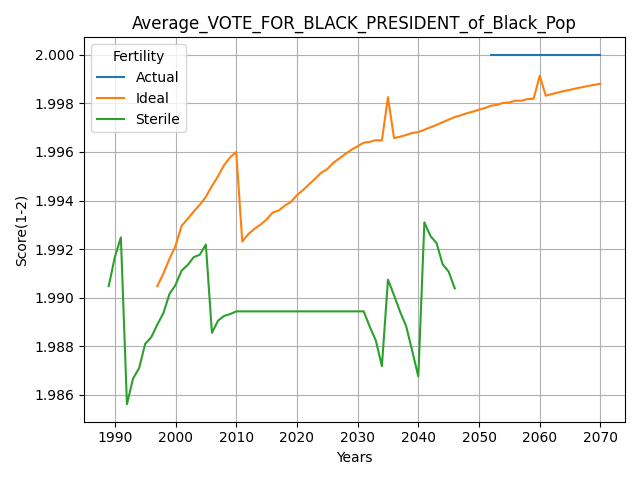 Average_VOTE_FOR_BLACK_PRESIDENT_of_Black_Pop
Fertility
Actual
Ideal
Sterile
Score(1-2)
2.000
1.998
1.996
1.994
1.992
1.990
1.988
1.986
1990 2000 2010 2020 2030 2040 2050 2060 2070
Years